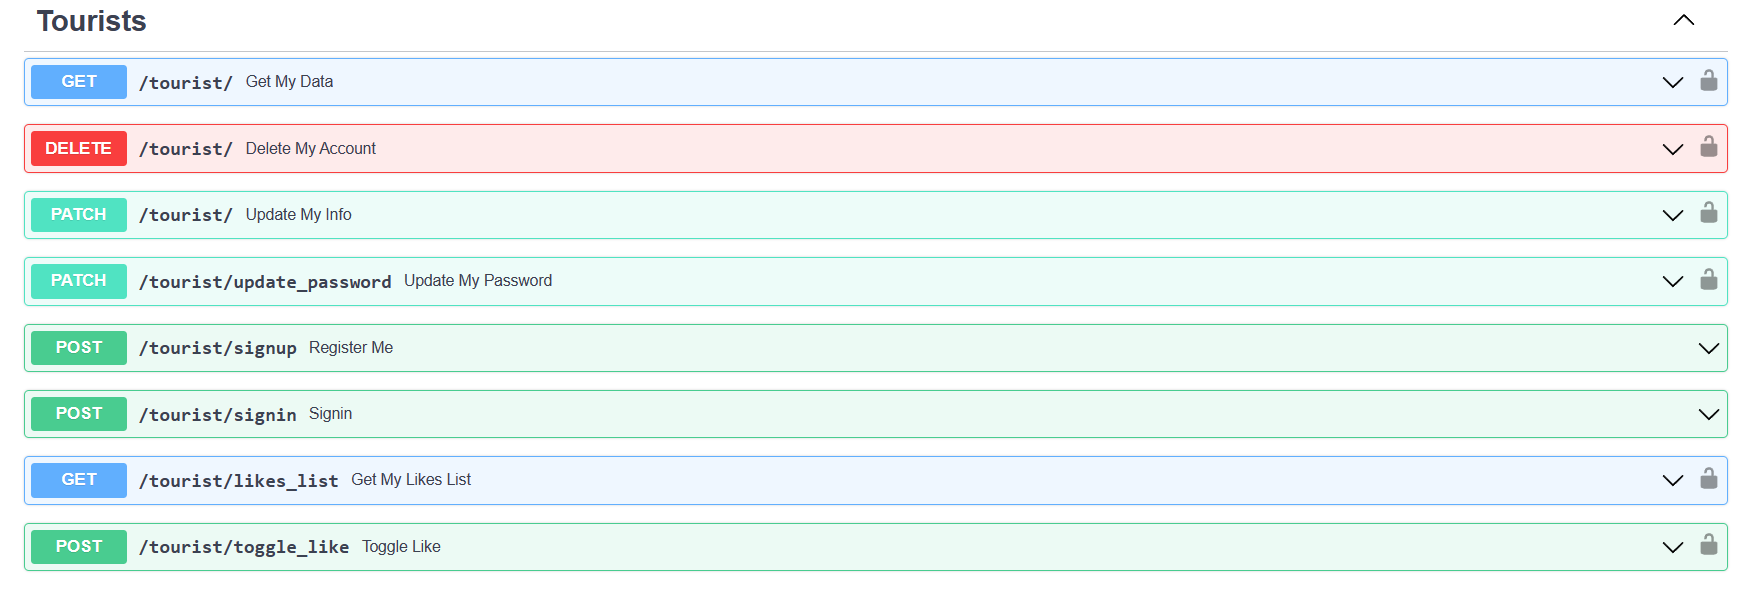 Tourists
GET /tourist/ Get My Data
DELETE /tourist/ Delete My Account
PATCH /tourist/ Update My Info
PATCH /tourist/update_password Update My Password
POST /tourist/signup Register Me
POST /tourist/signin Signin
GET /tourist/likes_list Get My Likes List
POST /tourist/toggle_like Toggle Like